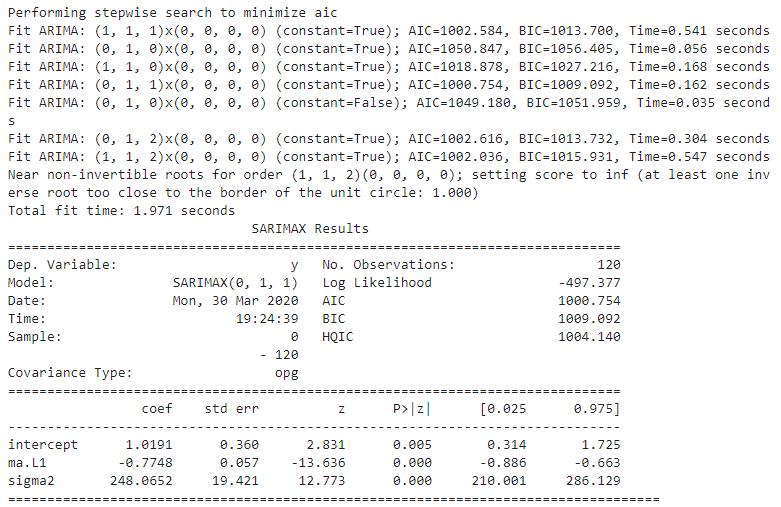 Performing stepwise search to minimize aic
Fit ARIMA: (1, 1, 1)x(0, 0, 0, 0) (constant=True); AIC=1002.584, BIC=1013.700, Time=0.541 seconds
Fit ARIMA: (0, 1, 0)x(0, 0, 0, 0) (constant=True); AIC=1050.847, BIC=1056.405, Time=0.056 seconds
Fit ARIMA: (1, 1, 0)x(0, 0, 0, 0) (constant=True); AIC=1018.878, BIC=1027.216, Time=0.168 seconds
Fit ARIMA: (0, 1, 1)x(0, 0, 0, 0) (constant=True); AIC=1000.754, BIC=1009.092, Time=0.162 seconds
Fit ARIMA: (0, 1, 0)x(0, 0, 0, 0) (constant=False); AIC=1049.180, BIC=1051.959, Time=0.035 second
s
Fit ARIMA: (0, 1, 2)x(0, 0, 0, 0) (constant=True); AIC=1002.616, BIC=1013.732, Time=0.304 seconds
Fit ARIMA: (1, 1, 2)x(0, 0, 0, 0) (constant=True); AIC=1002.036, BIC=1015.931, Time=0.547 seconds
Near non-invertible roots for order (1, 1, 2)(0, 0, 0, 0); setting score to inf (at least one inv
erse root too close to the border of the unit circle: 1.000)
Total fit time: 1.971 seconds
                               SARIMAX Results
==============================================================================
Dep. Variable:                      y   No. Observations:                  120
Model:               SARIMAX(0, 1, 1)   Log Likelihood                -497.377
Date:                Mon, 30 Mar 2020   AIC                           1000.754
Time:                        19:24:39   BIC                           1009.092
Sample:                             0   HQIC                          1004.140
                                - 120
Covariance Type:                  opg
==============================================================================
                 coef    std err          z      P>|z|      [0.025      0.975]
------------------------------------------------------------------------------
intercept      1.0191      0.360      2.831      0.005       0.314       1.725
ma.L1         -0.7748      0.057    -13.636      0.000      -0.886      -0.663
sigma2       248.0652     19.421     12.773      0.000     210.001     286.129
===================================================================================